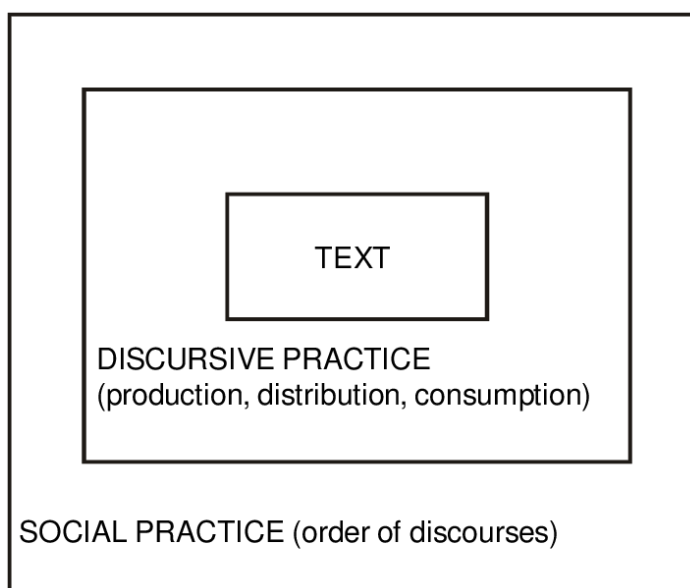 TEXT
DISCURSIVE PRACTICE
(production, distribution, consumption)
SOCIAL PRACTICE (order of discourses)